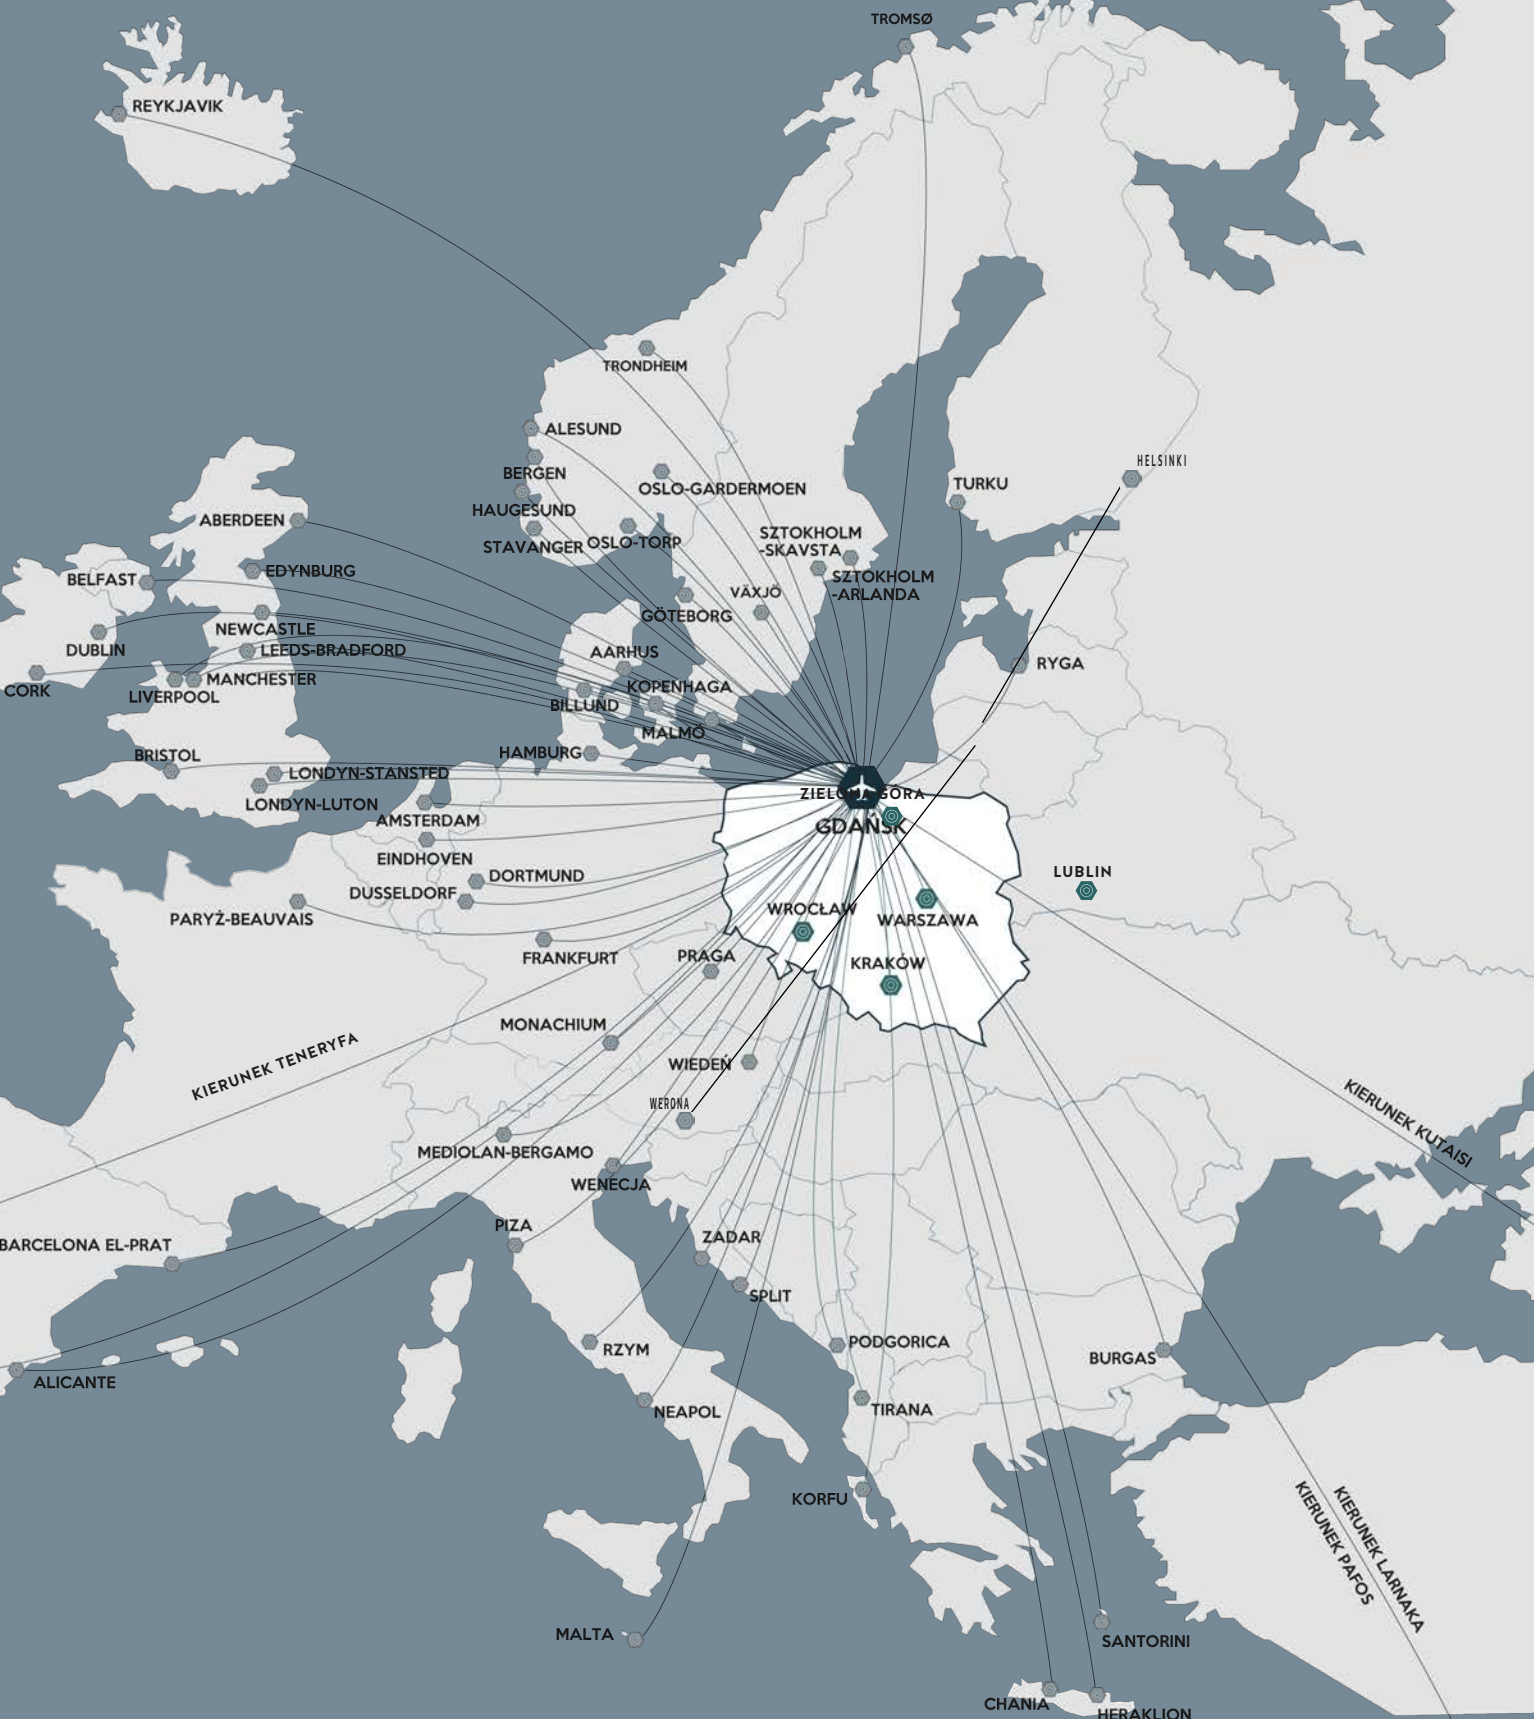 TROMSØ
REYKJAVIK
TRONDHEIM
ALESUND
BERGEN
HAUGESUND
STAVANGER
OSLO-GARDERMOEN
OSLO-TORP
HELSINKI
TURKU
SZTOKHOLM
-SKAVSTA
SZTOKHOLM
-ARLANDA
ABERDEEN
EDYNBURG
BELFAST
VÄXJÖ
GÖTEBORG
NEWCASTLE
DUBLIN
LEEDS-BRADFORD
AARHUS
RYGA
CORK
MANCHESTER
LIVERPOOL
KOPENHAGA
BILLUND
MALMÖ
HAMBURG
BRISTOL
LONDYN-STANSTED
LONDYN-LUTON
AMSTERDAM
ZIELONA GÓRA
GDAŃSK
EINDHOVEN
DORTMUND
DUSSELDORF
PARYŻ-BEAUVAIS
LUBLIN
WROCŁAW
WARSZAWA
FRANKFURT
PRAGA
KRAKÓW
MONACHIUM
KIERUNEK TENERYFA
WIEDEŃ
WERONA
KIERUNEK KUTAISI
MEDIOLAN-BERGAMO
WENECJA
PIZA
ZADAR
BARCELONA EL-PRAT
SPLIT
RZYM
PODGORICA
BURGAS
ALICANTE
NEAPOL
TIRANA
KORFU
KIERUNEK LARNAKA
KIERUNEK PAFOS
MALTA
SANTORINI
CHANIA
HERAKLION